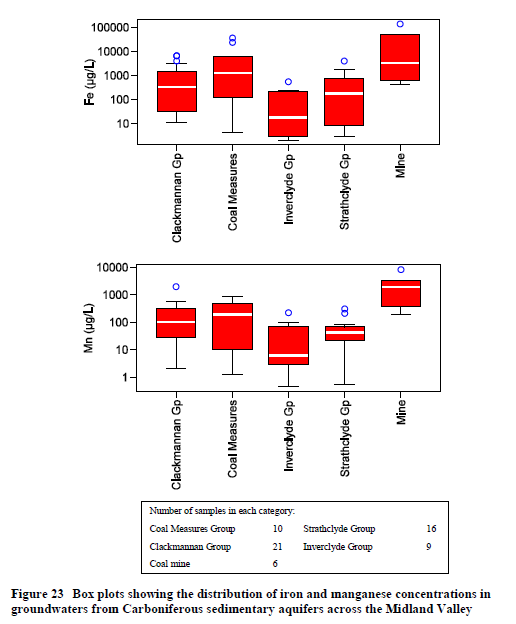 100000
10000
1000
100
10
Fe (µg/L)
Clackmannan Gp
Coal Measures
Inverclyde Gp
Strathclyde Gp
Mine
10000
1000
100
10
1
Mn (µg/L)
Clackmannan Gp
Coal Measures
Inverclyde Gp
Strathclyde Gp
Mine
Number of samples in each category:
Coal Measures Group 10 Strathclyde Group 16
Clackmannan Group 21 Inverclyde Group 9
Coal mine 6
Figure 23 Box plots showing the distribution of iron and manganese concentrations in
groundwaters from Carboniferous sedimentary aquifers across the Midland Valley